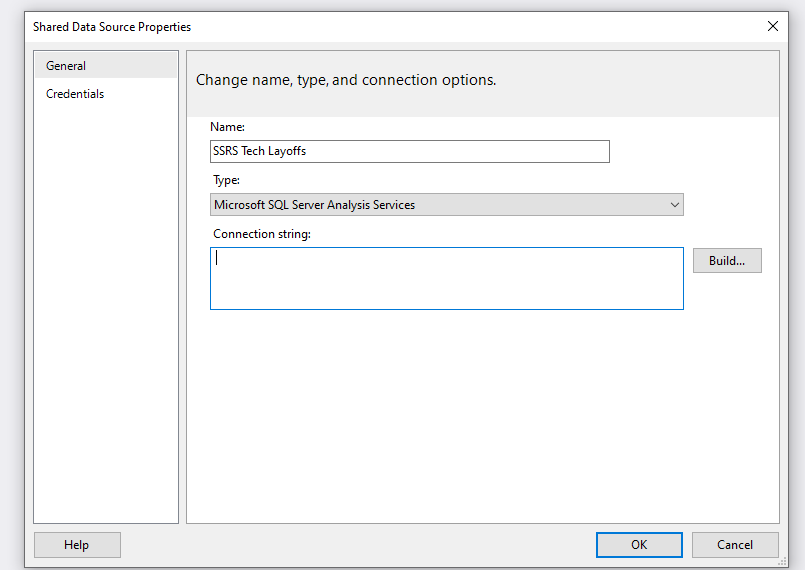 Shared Data Source Properties
General
Credentials
Change name, type, and connection options.
Name:
SSRS Tech Layoffs
Type:
Microsoft SQL Server Analysis Services
Connection string:
Build...
Help
OK
Cancel